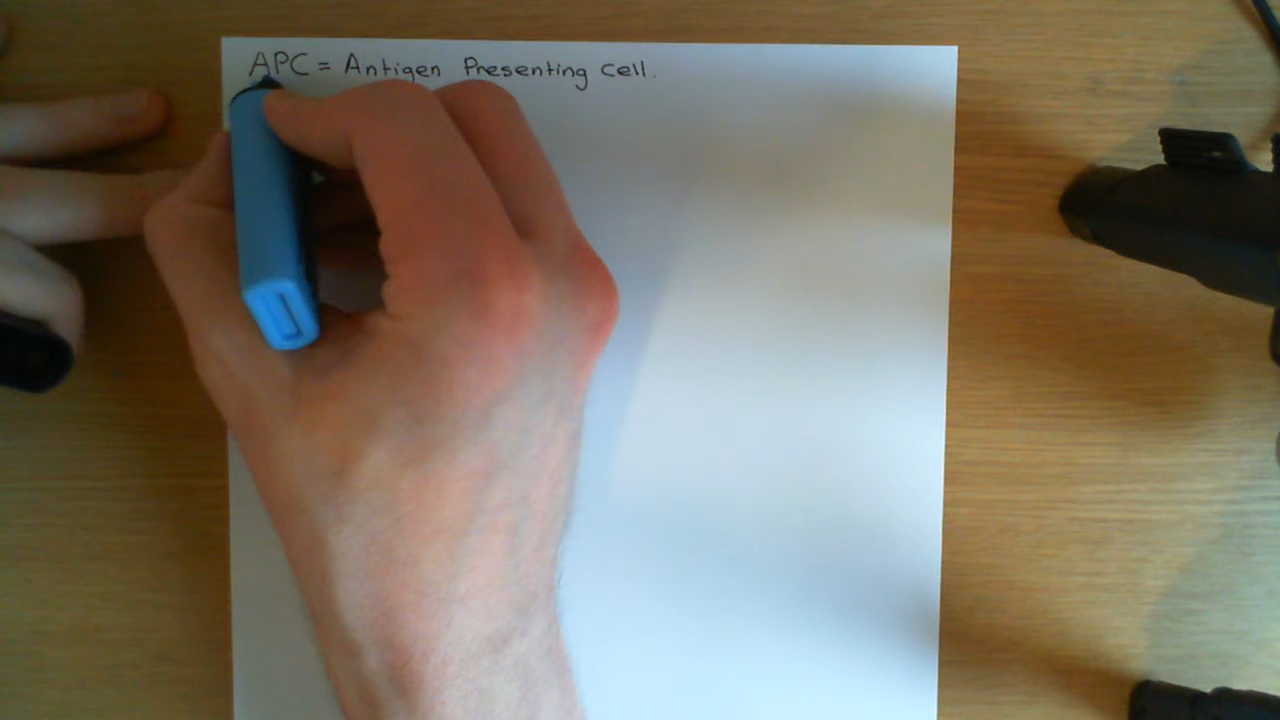 APC = Antigen Presenting cell.